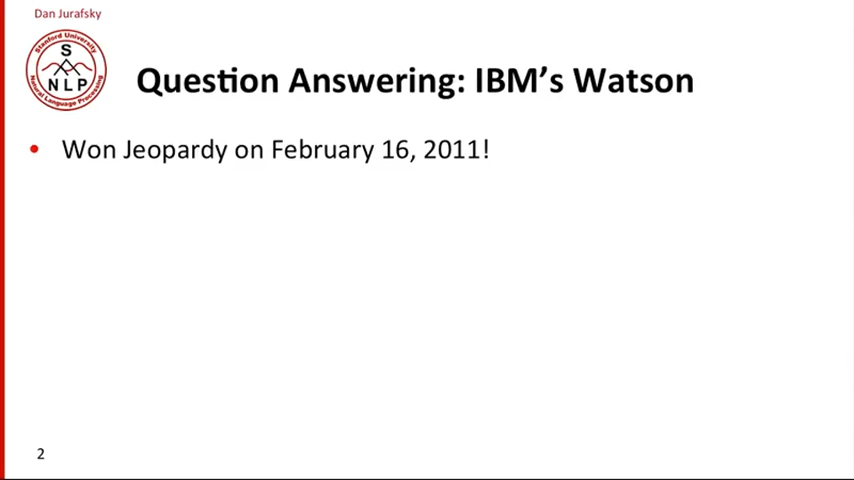 Dan Jurafsky
Stanford University
S
NLP
Natural Language Processing
Question Answering: IBM’s Watson
• Won Jeopardy on February 16, 2011!
2